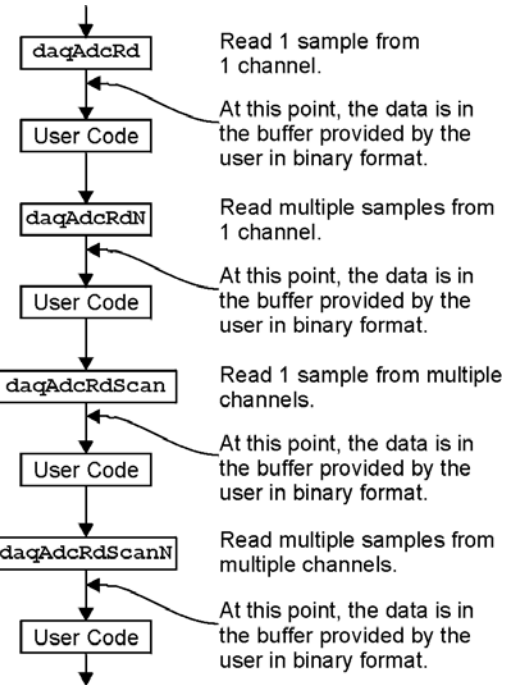 daqAdcRd
Read 1 sample from
1 channel.
At this point, the data is in
the buffer provided by the
user in binary format.
User Code
daqAdcRdN
Read multiple samples from
1 channel.
At this point, the data is in
the buffer provided by the
user in binary format.
User Code
daqAdcRdScan
Read 1 sample from multiple
channels.
At this point, the data is in
the buffer provided by the
user in binary format.
User Code
daqAdcRdScanN
Read multiple samples from
multiple channels.
At this point, the data is in
the buffer provided by the
user in binary format.
User Code